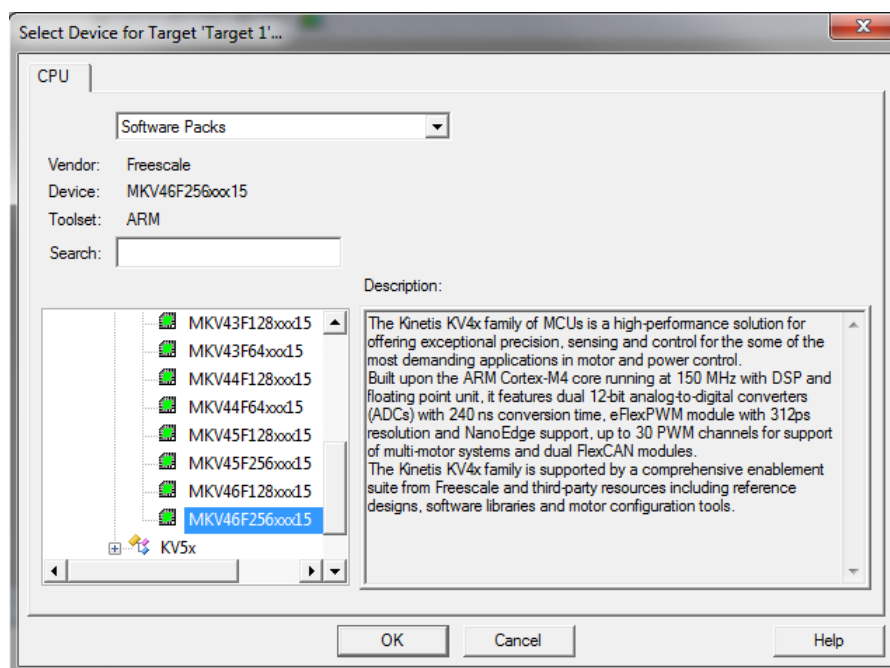 Select Device for Target 'Target 1'...
CPU
Software Packs
Vendor: Freescale
Device: MKV46F256xxx15
Toolset: ARM
Search:
Description:
MKV43F128xxx15
MKV43F64xxx15
MKV44F128xxx15
MKV44F64xxx15
MKV45F128xxx15
MKV45F256xxx15
MKV46F128xxx15
MKV46F256xxx15
KV5x
The Kinetis KV4x family of MCUs is a high-performance solution for
offering exceptional precision, sensing and control for the some of the
most demanding applications in motor and power control.
Built upon the ARM Cortex-M4 core running at 150 MHz with DSP and
floating point unit, it features dual 12-bit analog-to-digital converters
(ADCs) with 240 ns conversion time, eFlexPWM module with 312ps
resolution and NanoEdge support, up to 30 PWM channels for support
of multi-motor systems and dual FlexCAN modules.
The Kinetis KV4x family is supported by a comprehensive enablement
suite from Freescale and third-party resources including reference
designs, software libraries and motor configuration tools.
OK
Cancel
Help